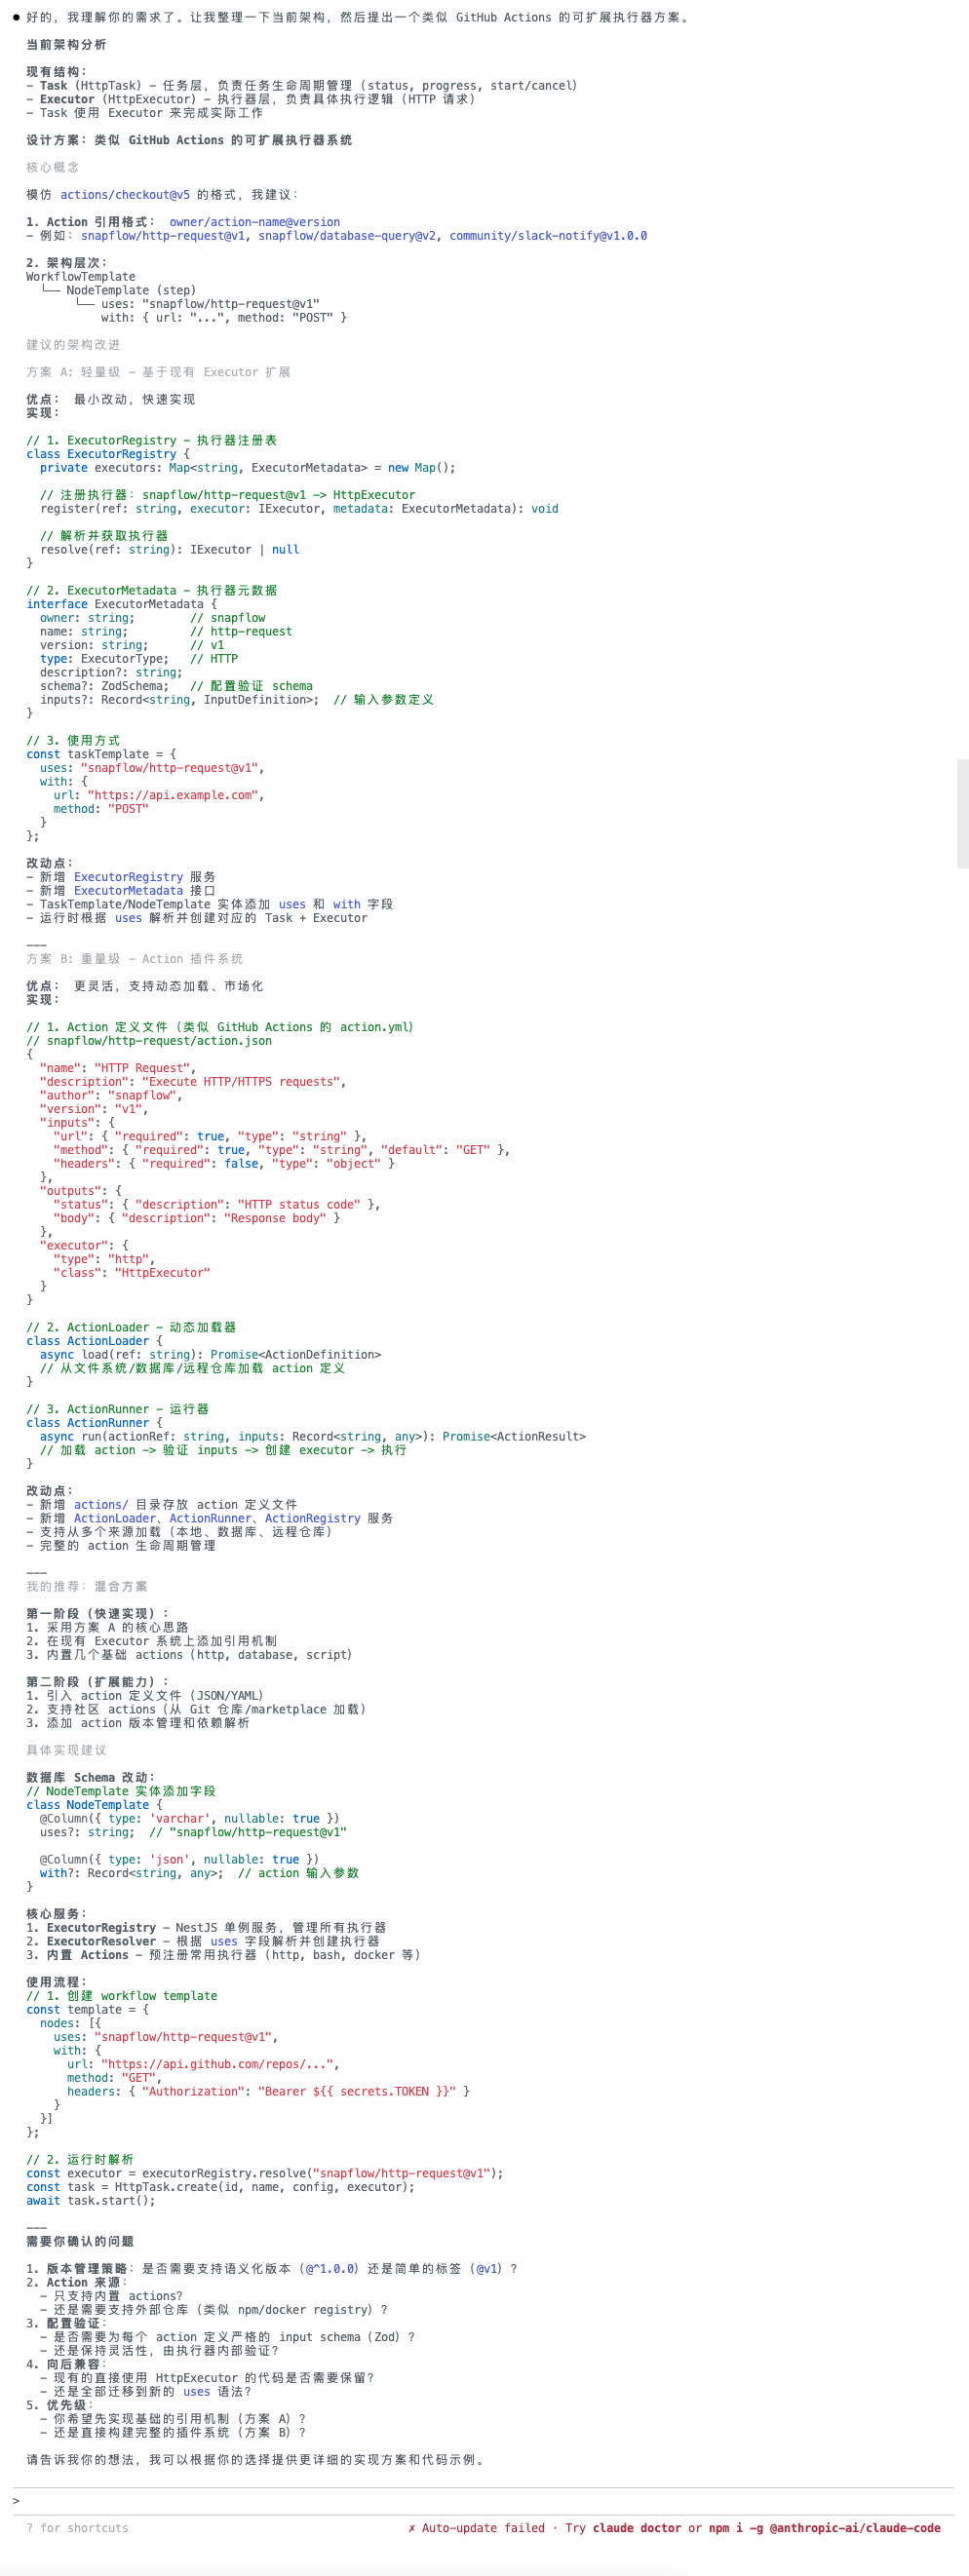 ● 好的，我理解你的需求了。让我整理一下当前架构，然后提出一个类似 GitHub Actions 的可扩展执行器方案。
当前架构分析
现有结构：
- Task (HttpTask) - 任务层，负责任务生命周期管理 (status, progress, start/cancel)
- Executor (HttpExecutor) - 执行器层，负责具体执行逻辑 (HTTP 请求)
- Task 使用 Executor 来完成实际工作
设计方案：类似 GitHub Actions 的可扩展执行器系统
核心概念
模仿 actions/checkout@v5 的格式，我建议：
1. Action 引用格式： owner/action-name@version
- 例如：snapflow/http-request@v1, snapflow/database-query@v2, community/slack-notify@v1.0.0
2. 架构层次：
WorkflowTemplate
└── NodeTemplate (step)
└── uses: "snapflow/http-request@v1"
with: { url: "...", method: "POST" }
建议的架构改进
方案 A: 轻量级 - 基于现有 Executor 扩展
优点： 最小改动，快速实现
实现：
// 1. ExecutorRegistry - 执行器注册表
class ExecutorRegistry {
private executors: Map<string, ExecutorMetadata> = new Map();
// 注册执行器：snapflow/http-request@v1 -> HttpExecutor
register(ref: string, executor: IExecutor, metadata: ExecutorMetadata): void
// 解析并获取执行器
resolve(ref: string): IExecutor | null
}
// 2. ExecutorMetadata - 执行器元数据
interface ExecutorMetadata {
owner: string;        // snapflow
name: string;         // http-request
version: string;      // v1
type: ExecutorType;   // HTTP
description?: string;
schema?: ZodSchema;   // 配置验证 schema
inputs?: Record<string, InputDefinition>;  // 输入参数定义
}
// 3. 使用方式
const taskTemplate = {
uses: "snapflow/http-request@v1",
with: {
url: "https://api.example.com",
method: "POST"
}
};
改动点：
- 新增 ExecutorRegistry 服务
- 新增 ExecutorMetadata 接口
- TaskTemplate/NodeTemplate 实体添加 uses 和 with 字段
- 运行时根据 uses 解析并创建对应的 Task + Executor
---
方案 B: 重量级 - Action 插件系统
优点： 更灵活，支持动态加载、市场化
实现：
// 1. Action 定义文件（类似 GitHub Actions 的 action.yml）
// snapflow/http-request/action.json
{
"name": "HTTP Request",
"description": "Execute HTTP/HTTPS requests",
"author": "snapflow",
"version": "v1",
"inputs": {
"url": { "required": true, "type": "string" },
"method": { "required": true, "type": "string", "default": "GET" },
"headers": { "required": false, "type": "object" }
},
"outputs": {
"status": { "description": "HTTP status code" },
"body": { "description": "Response body" }
},
"executor": {
"type": "http",
"class": "HttpExecutor"
}
}
// 2. ActionLoader - 动态加载器
class ActionLoader {
async load(ref: string): Promise<ActionDefinition>
// 从文件系统/数据库/远程仓库加载 action 定义
}
// 3. ActionRunner - 运行器
class ActionRunner {
async run(actionRef: string, inputs: Record<string, any>): Promise<ActionResult>
// 加载 action -> 验证 inputs -> 创建 executor -> 执行
}
改动点：
- 新增 actions/ 目录存放 action 定义文件
- 新增 ActionLoader、ActionRunner、ActionRegistry 服务
- 支持从多个来源加载（本地、数据库、远程仓库）
- 完整的 action 生命周期管理
---
我的推荐：混合方案
第一阶段（快速实现）：
1. 采用方案 A 的核心思路
2. 在现有 Executor 系统上添加引用机制
3. 内置几个基础 actions（http, database, script）
第二阶段（扩展能力）：
1. 引入 action 定义文件（JSON/YAML）
2. 支持社区 actions（从 Git 仓库/marketplace 加载）
3. 添加 action 版本管理和依赖解析
具体实现建议
数据库 Schema 改动：
// NodeTemplate 实体添加字段
class NodeTemplate {
@Column({ type: 'varchar', nullable: true })
uses?: string;  // "snapflow/http-request@v1"
@Column({ type: 'json', nullable: true })
with?: Record<string, any>;  // action 输入参数
}
核心服务：
1. ExecutorRegistry - NestJS 单例服务，管理所有执行器
2. ExecutorResolver - 根据 uses 字段解析并创建执行器
3. 内置 Actions - 预注册常用执行器（http, bash, docker 等）
使用流程：
// 1. 创建 workflow template
const template = {
nodes: [{
uses: "snapflow/http-request@v1",
with: {
url: "https://api.github.com/repos/...",
method: "GET",
headers: { "Authorization": "Bearer ${{ secrets.TOKEN }}" }
}
}]
};
// 2. 运行时解析
const executor = executorRegistry.resolve("snapflow/http-request@v1");
const task = HttpTask.create(id, name, config, executor);
await task.start();
---
需要你确认的问题
1. 版本管理策略：是否需要支持语义化版本（@^1.0.0）还是简单的标签（@v1）？
2. Action 来源：
- 只支持内置 actions？
- 还是需要支持外部仓库（类似 npm/docker registry）？
3. 配置验证：
- 是否需要为每个 action 定义严格的 input schema（Zod）？
- 还是保持灵活性，由执行器内部验证？
4. 向后兼容：
- 现有的直接使用 HttpExecutor 的代码是否需要保留？
- 还是全部迁移到新的 uses 语法？
5. 优先级：
- 你希望先实现基础的引用机制（方案 A）？
- 还是直接构建完整的插件系统（方案 B）？
请告诉我你的想法，我可以根据你的选择提供更详细的实现方案和代码示例。
>
? for shortcuts
✗ Auto-update failed · Try claude doctor or npm i -g @anthropic-ai/claude-code